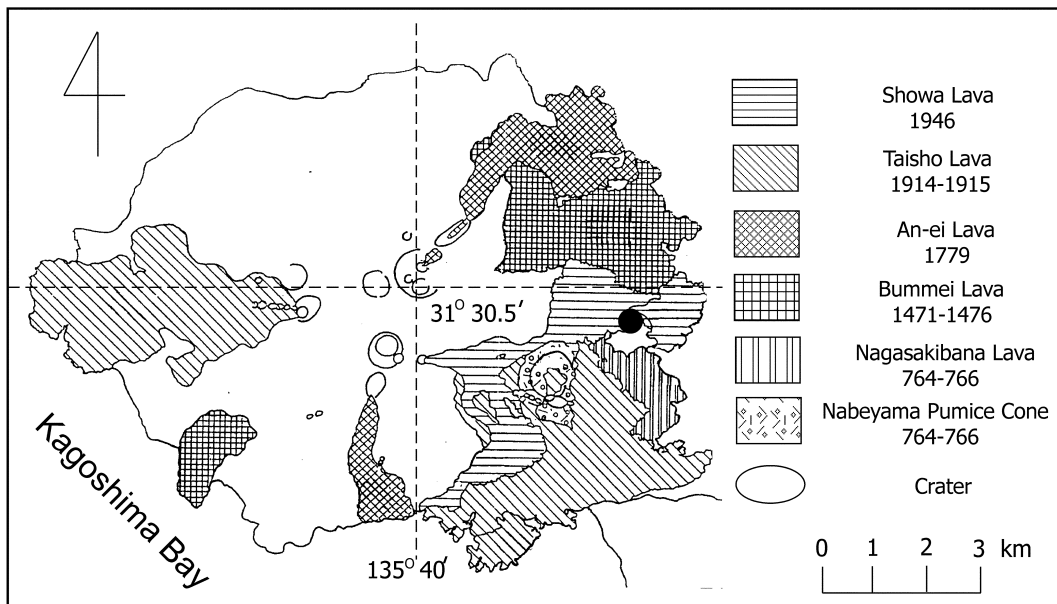 Showa Lava
1946
Taisho Lava
1914-1915
An-ei Lava
1779
Bummei Lava
1471-1476
Nagasakibana Lava
764-766
Nabeyama Pumice Cone
764-766
Crater
31° 30.5′
135° 40′
Kagoshima Bay
0 1 2 3 km